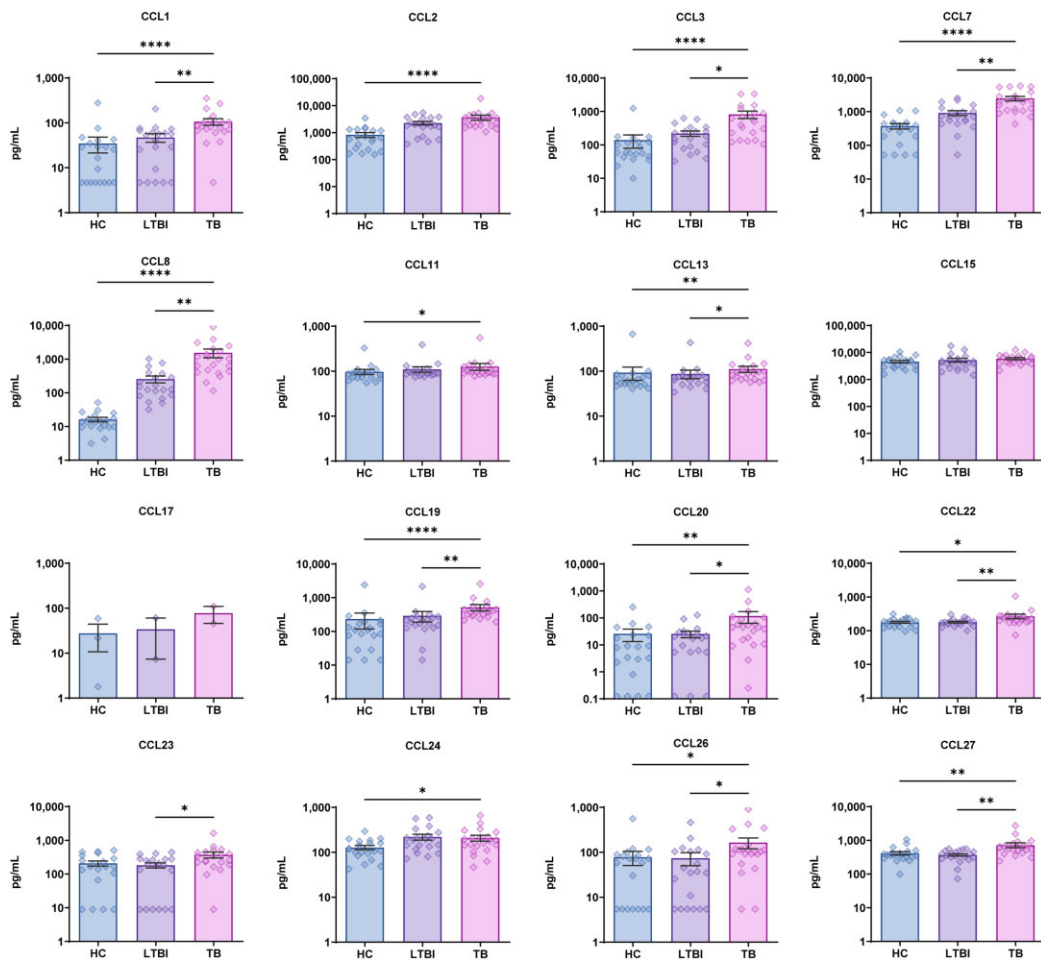 CCL1
****
**
1,000
100
10
1
pg/mL
HC LTBI TB
CCL2
****
100,000
10,000
1,000
100
10
1
pg/mL
HC LTBI TB
CCL3
****
*
10,000
1,000
100
10
1
pg/mL
HC LTBI TB
CCL7
****
**
10,000
1,000
100
10
1
pg/mL
HC LTBI TB
CCL8
****
**
10,000
1,000
100
10
1
pg/mL
HC LTBI TB
CCL11
*
1,000
100
10
1
pg/mL
HC LTBI TB
CCL13
**
*
1,000
100
10
1
pg/mL
HC LTBI TB
CCL15
100,000
10,000
1,000
100
10
1
pg/mL
HC LTBI TB
CCL17
1,000
100
10
1
pg/mL
HC LTBI TB
CCL19
****
**
10,000
1,000
100
10
1
pg/mL
HC LTBI TB
CCL20
**
*
10,000
1,000
100
10
1
0.1
pg/mL
HC LTBI TB
CCL22
*
**
10,000
1,000
100
10
1
pg/mL
HC LTBI TB
CCL23
*
10,000
1,000
100
10
1
pg/mL
HC LTBI TB
CCL24
*
1,000
100
10
1
pg/mL
HC LTBI TB
CCL26
*
*
1,000
100
10
1
pg/mL
HC LTBI TB
CCL27
**
**
10,000
1,000
100
10
1
pg/mL
HC LTBI TB